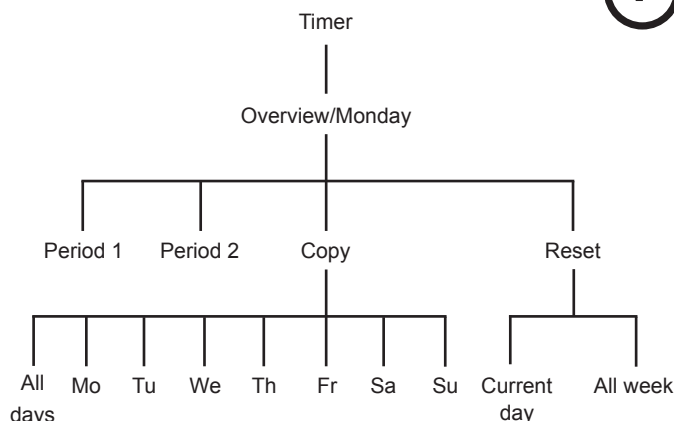 Timer
Overview/Monday
Period 1 Period 2 Copy Reset
All Mo Tu We Th Fr Sa Su Current All week
days day